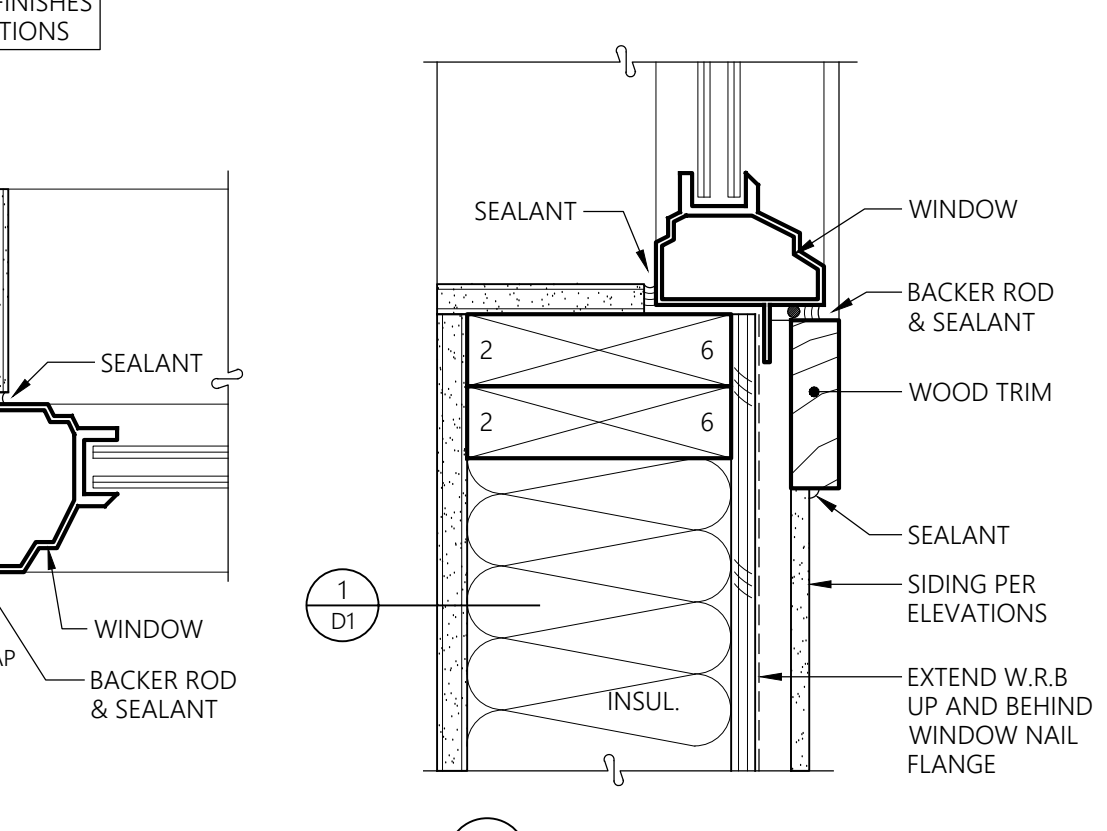 FINISHES
TIONS
SEALANT
WINDOW
AP
BACKER ROD
& SEALANT
SEALANT
WINDOW
BACKER ROD
& SEALANT
2 6
WOOD TRIM
2 6
SEALANT
1
D1
SIDING PER
ELEVATIONS
INSUL.
EXTEND W.R.B
UP AND BEHIND
WINDOW NAIL
FLANGE